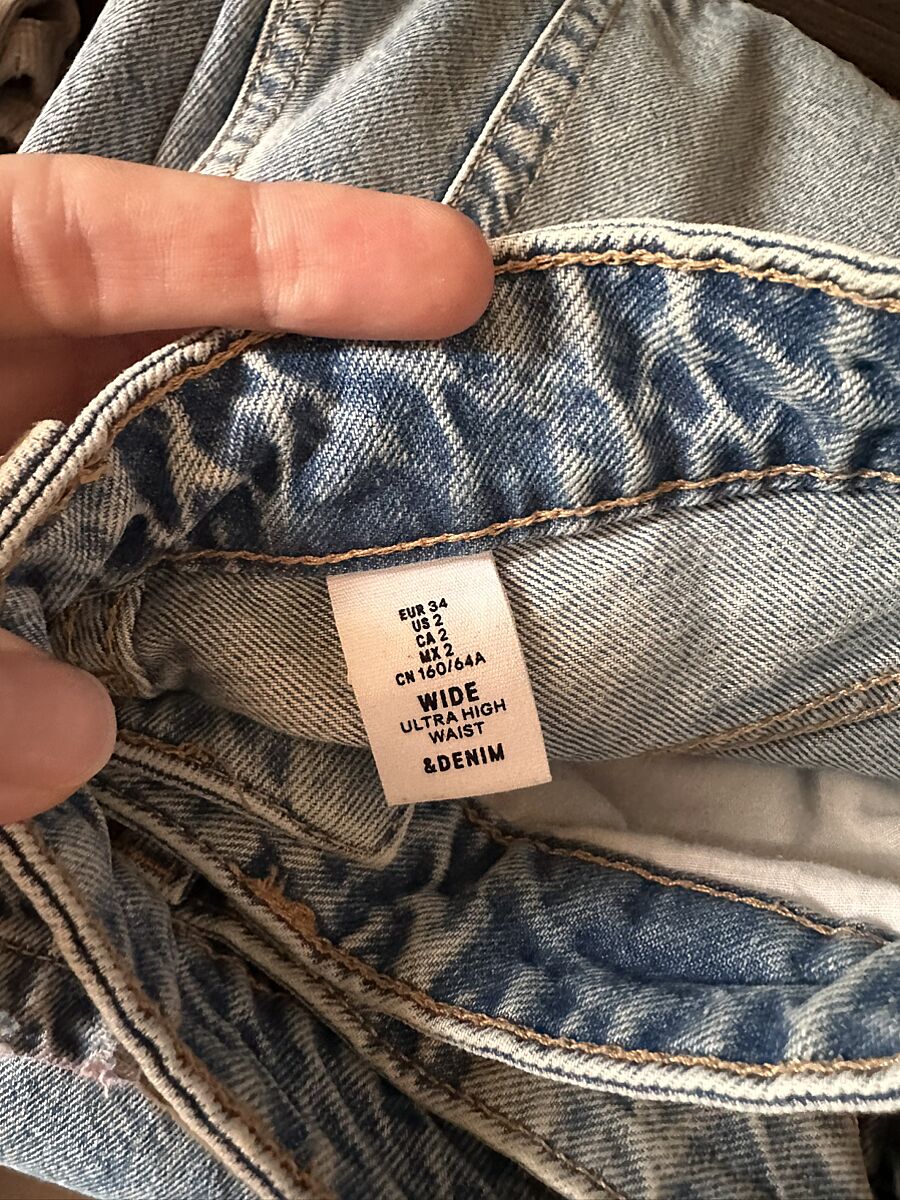 EUR 34
US 2
CA 2
MX 2
CN 160/64A
WIDE
ULTRA HIGH
WAIST
&DENIM